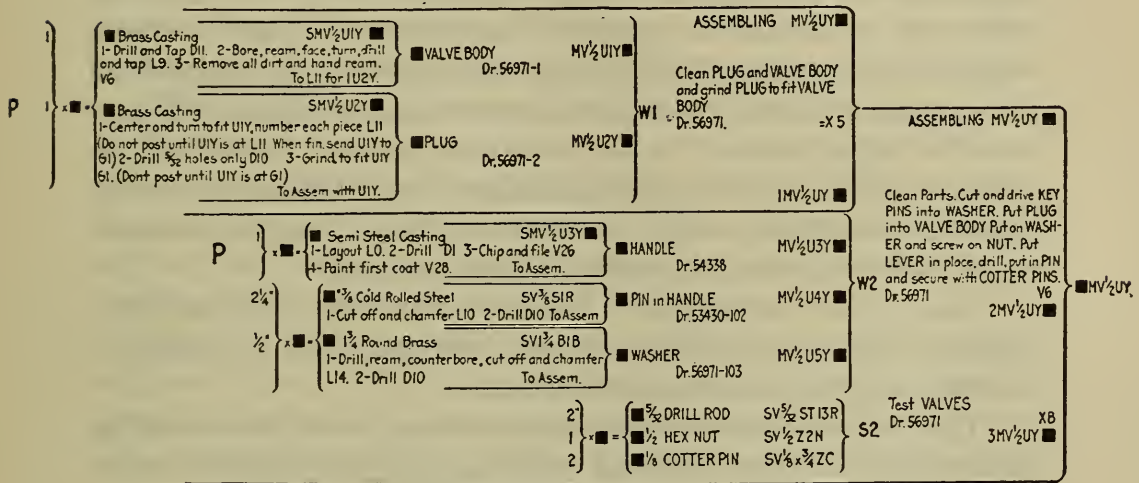 ASSEMBLING MV½UY ■
1 ■ Brass Casting SMV½U1Y ■
1-Drill and Tap D11. 2-Bore, ream, face, turn, drill
and tap L9. 3-Remove all dirt and hand ream.
V6 To L11 for 1U2Y.
■ VALVE BODY MV½U1Y ■
Dr. 56971-1
P 1 x ■ =
■ Brass Casting SMV½U2Y ■
1-Center and turn to fit U1Y, number each piece L11
(Do not post until U1Y is at L11 When fin. send U1Y to
G1) 2-Drill 5/32 holes only D10 3-Grind to fit U1Y
G1. (Dont post until U1Y is at G1)
To Assem with U1Y.
■ PLUG MV½U2Y ■
Dr. 56971-2
W1
Clean PLUG and VALVE BODY
and grind PLUG to fit VALVE
BODY
Dr. 56971. =X 5
1MV½UY ■
P 1 x ■ =
■ Semi Steel Casting SMV½U3Y ■
1-Layout L0. 2-Drill D1 3-Chip and file V26
4-Paint first coat V28. To Assem.
■ HANDLE MV½U3Y ■
Dr. 54338
2¼"
■ "3/8 Cold Rolled Steel SV3/8S1R
1-Cut off and chamfer L10 2-Drill D10 To Assem
■ PIN in HANDLE MV½U4Y ■
Dr. 53430-102
½" x ■ =
■ 1¾ Round Brass SV1¾ B1B
1-Drill, ream, counterbore, cut off and chamfer
L14. 2-Drill D10 To Assem.
■ WASHER MV½U5Y ■
Dr. 56971-103
W2
ASSEMBLING MV½UY ■
Clean Parts. Cut and drive KEY
PINS into WASHER. Put PLUG
into VALVE BODY Put on WASH-
ER and screw on NUT. Put
LEVER in place, drill, put in PIN
and secure with COTTER PINS.
Dr. 56971 V6
2MV½UY ■
■ MV½UY.
2" ■ 5/32 DRILL ROD SV5/32 ST13R
1 x ■ = ■ ½ HEX NUT SV½Z2N
2 ■ 1/8 COTTER PIN SV1/8x¾ZC
S2
Test VALVES
Dr. 56971 X8
3MV½UY ■